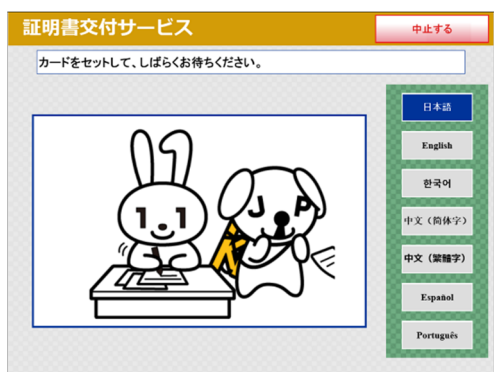 証明書交付サービス
中止する
カードをセットして、しばらくお待ちください。
日本語
English
한국어
中文（简体字）
中文（繁體字）
Español
Português
1 1
J P
K